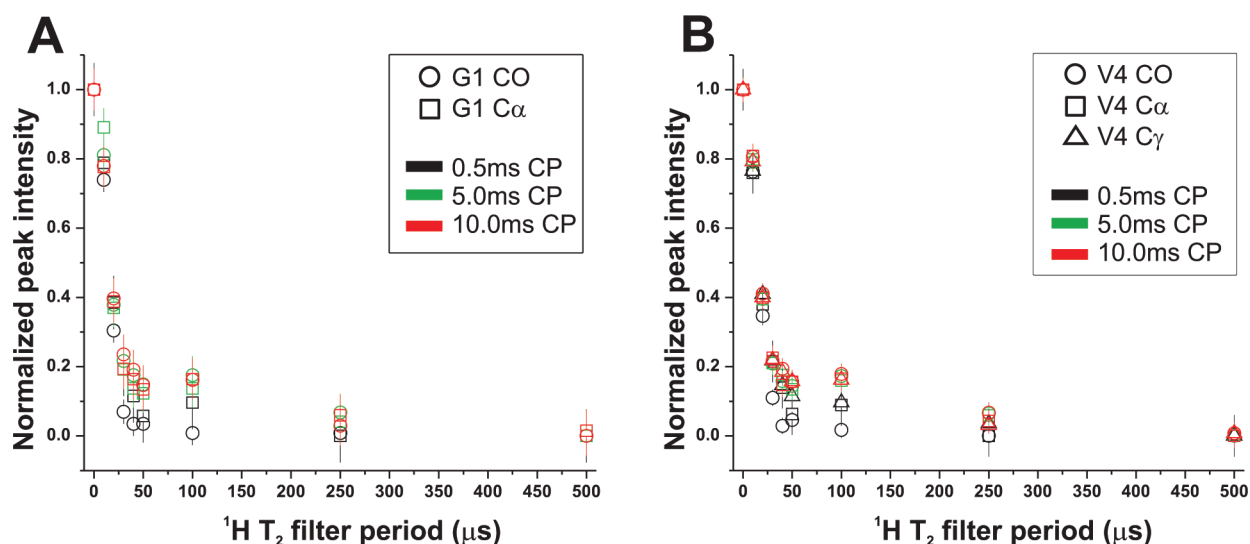 A
Normalized peak intensity
1.0
0.8
0.6
0.4
0.2
0.0
G1 CO
G1 Cα
0.5ms CP
5.0ms CP
10.0ms CP
0 50 100 150 200 250 300 350 400 450 500
¹H T₂ filter period (μs)
B
Normalized peak intensity
1.0
0.8
0.6
0.4
0.2
0.0
V4 CO
V4 Cα
V4 Cγ
0.5ms CP
5.0ms CP
10.0ms CP
0 50 100 150 200 250 300 350 400 450 500
¹H T₂ filter period (μs)